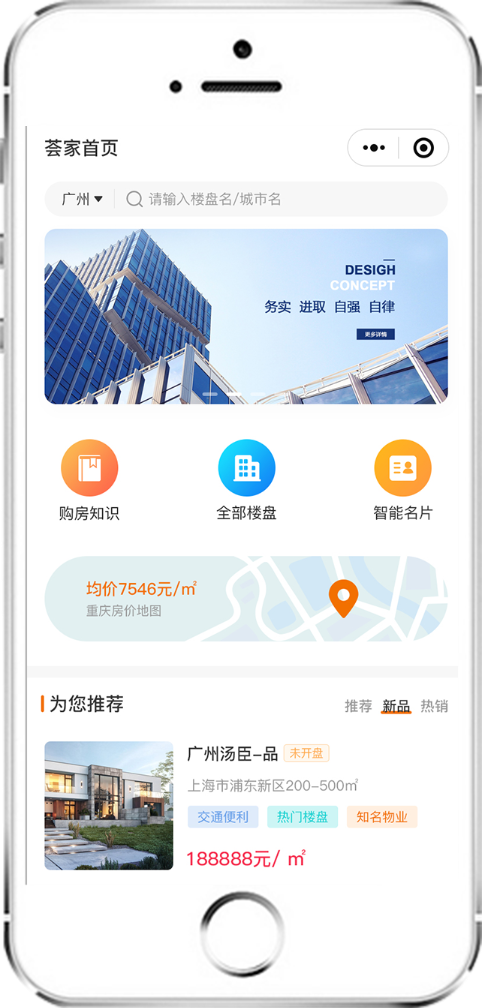 荟家首页
广州
请输入楼盘名/城市名
DESIGH
CONCEPT
务实 进取 自强 自律
更多详情
购房知识
全部楼盘
智能名片
均价7546元/㎡
重庆房价地图
为您推荐
推荐 新品 热销
广州汤臣-品 未开盘
上海市浦东新区200-500㎡
交通便利 热门楼盘 知名物业
188888元/ ㎡